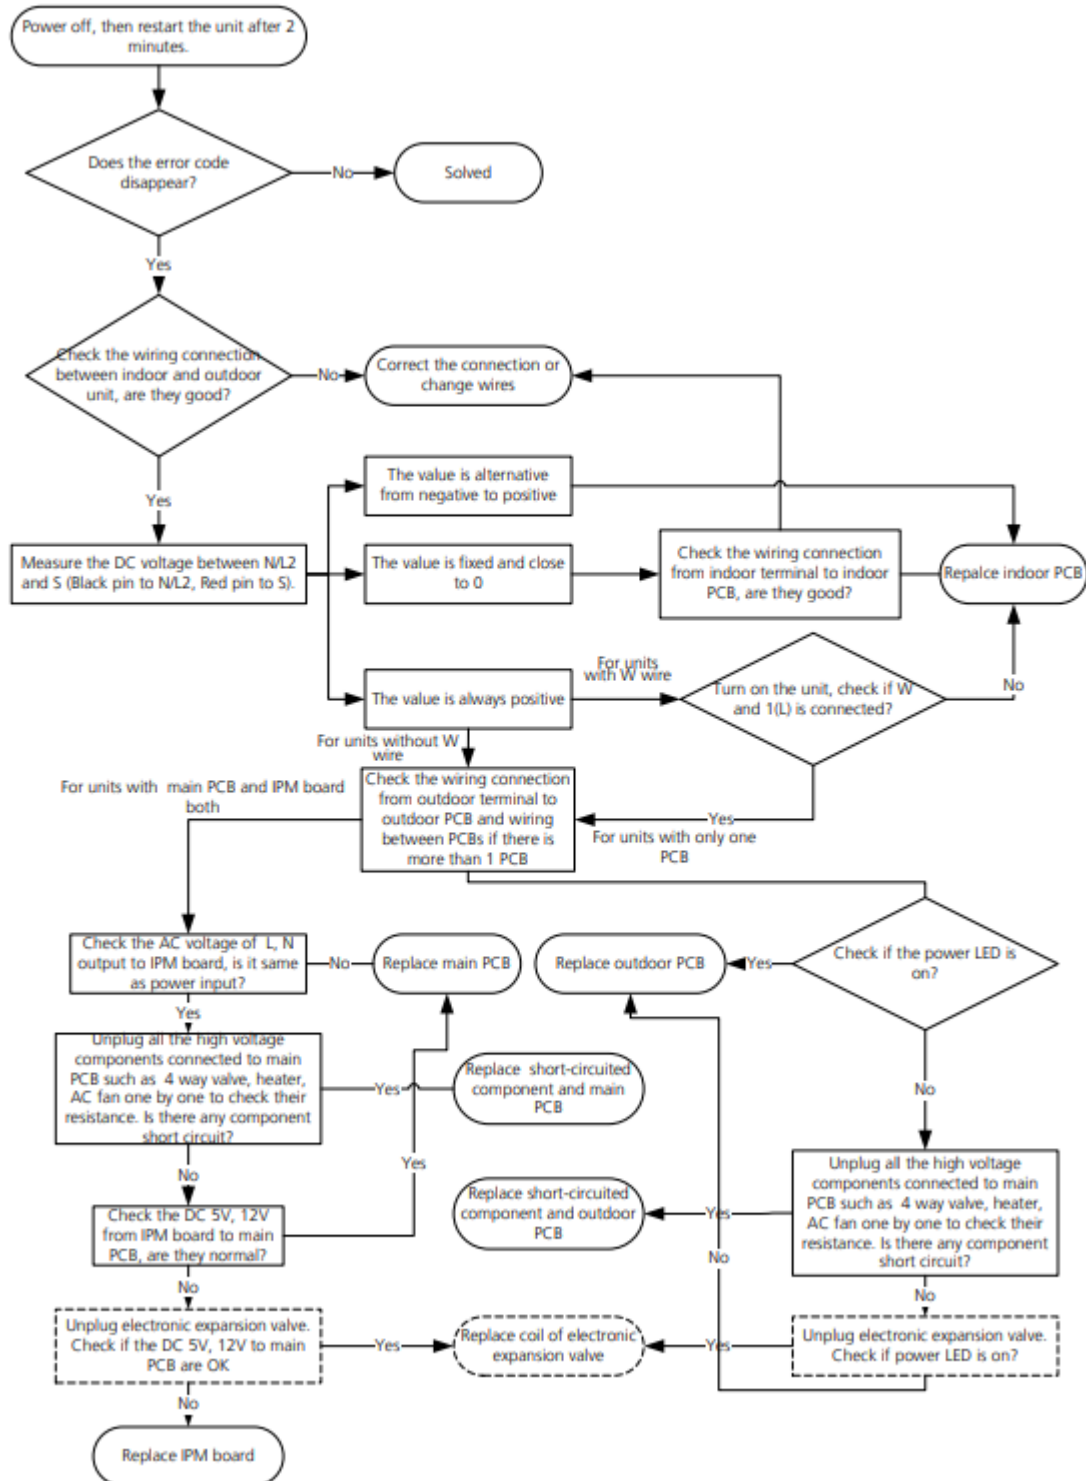 Power off, then restart the unit after 2
minutes.
Does the error code
disappear?
No
Solved
Yes
Check the wiring connection
between indoor and outdoor
unit, are they good?
No
Correct the connection or
change wires
Yes
The value is alternative
from negative to positive
Measure the DC voltage between N/L2
and S (Black pin to N/L2, Red pin to S).
The value is fixed and close
to 0
Check the wiring connection
from indoor terminal to indoor
PCB, are they good?
Repalce indoor PCB
The value is always positive
For units
with W wire
Turn on the unit, check if W
and 1(L) is connected?
No
For units without W
wire
For units with main PCB and IPM board
both
Check the wiring connection
from outdoor terminal to
outdoor PCB and wiring
between PCBs if there is
more than 1 PCB
Yes
For units with only one
PCB
Check the AC voltage of L, N
output to IPM board, is it same
as power input?
No
Replace main PCB
Replace outdoor PCB
Yes
Check if the power LED is
on?
Yes
Unplug all the high voltage
components connected to main
PCB such as 4 way valve, heater,
AC fan one by one to check their
resistance. Is there any component
short circuit?
Yes
Replace short-circuited
component and main
PCB
No
No
Yes
Check the DC 5V, 12V
from IPM board to main
PCB, are they normal?
Replace short-circuited
component and outdoor
PCB
Yes
Unplug all the high voltage
components connected to main
PCB such as 4 way valve, heater,
AC fan one by one to check their
resistance. Is there any component
short circuit?
No
No
No
Unplug electronic expansion valve.
Check if the DC 5V, 12V to main
PCB are OK
Yes
Replace coil of electronic
expansion valve
Yes
Unplug electronic expansion valve.
Check if power LED is on?
No
Replace IPM board